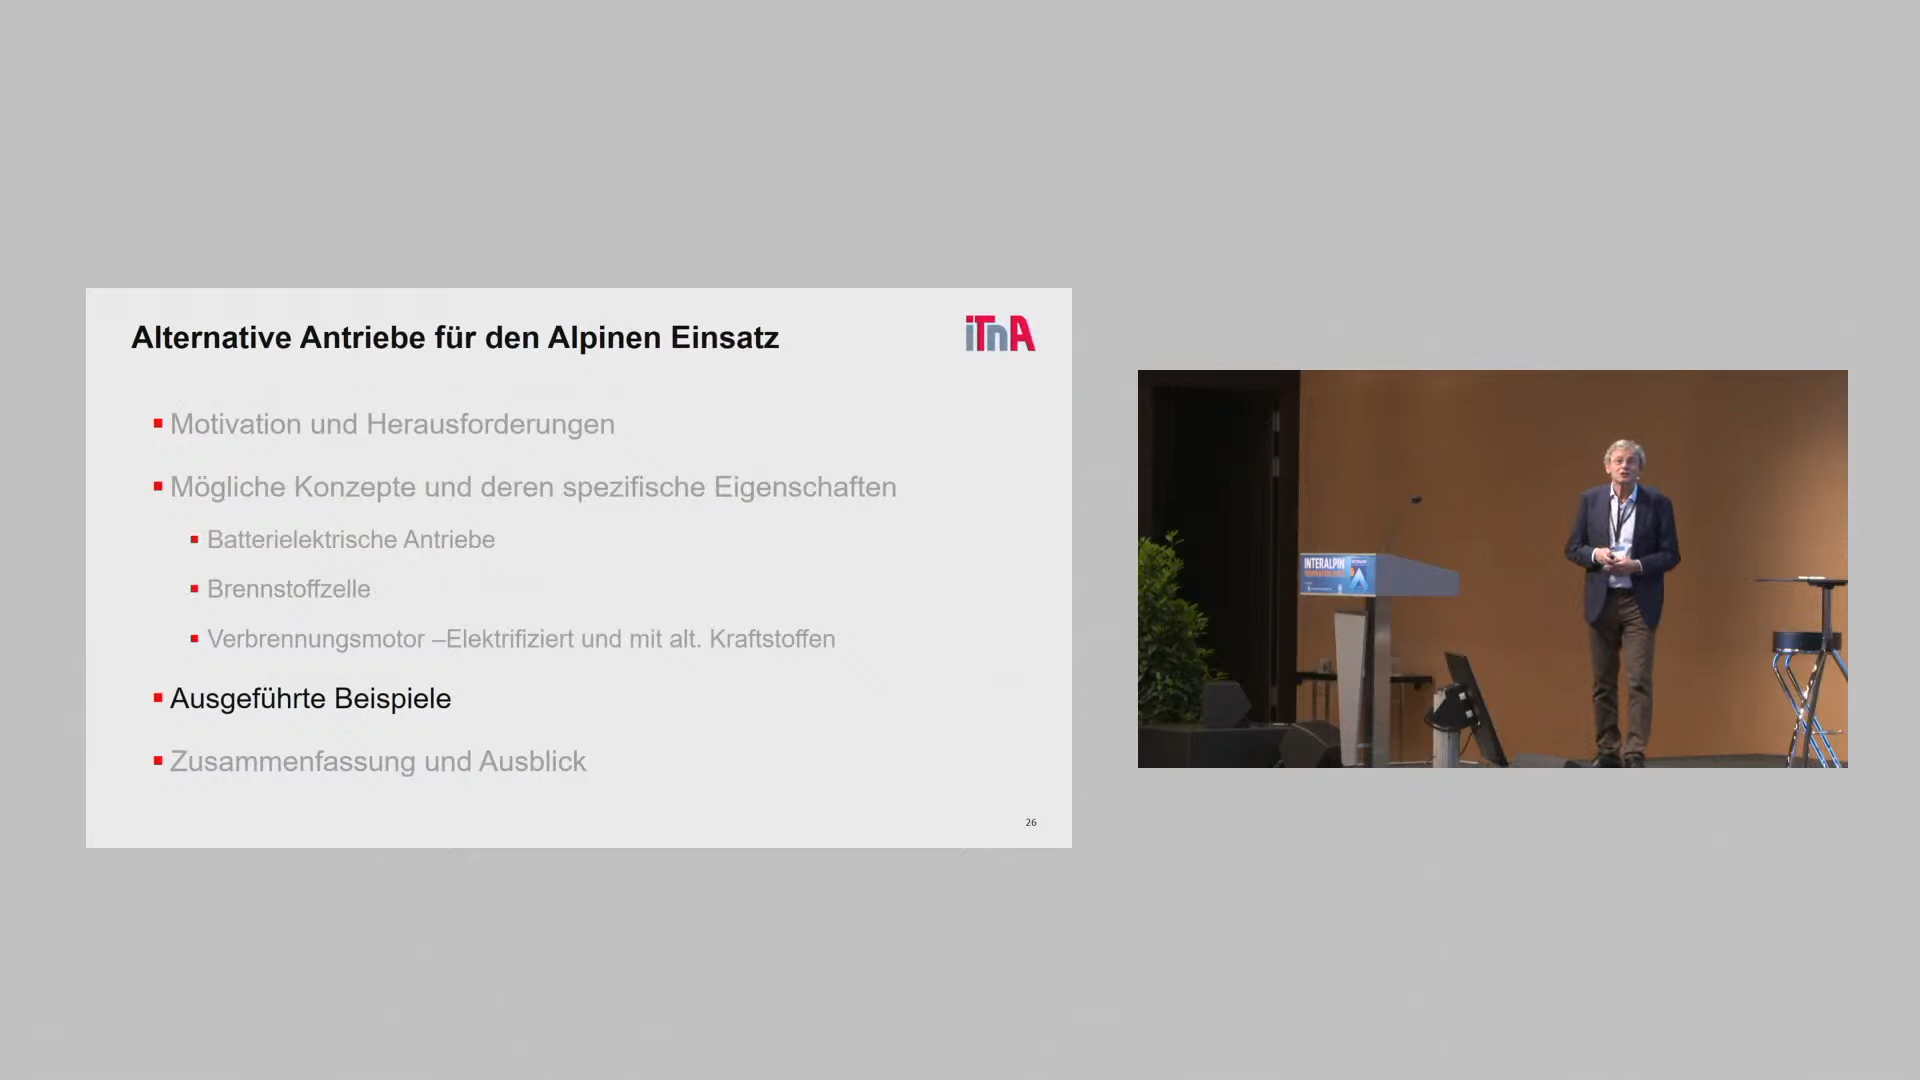 Alternative Antriebe für den Alpinen Einsatz
iTnA
Motivation und Herausforderungen
Mögliche Konzepte und deren spezifische Eigenschaften
Batterielektrische Antriebe
Brennstoffzelle
Verbrennungsmotor –Elektrifiziert und mit alt. Kraftstoffen
Ausgeführte Beispiele
Zusammenfassung und Ausblick
26
INTERALPIN